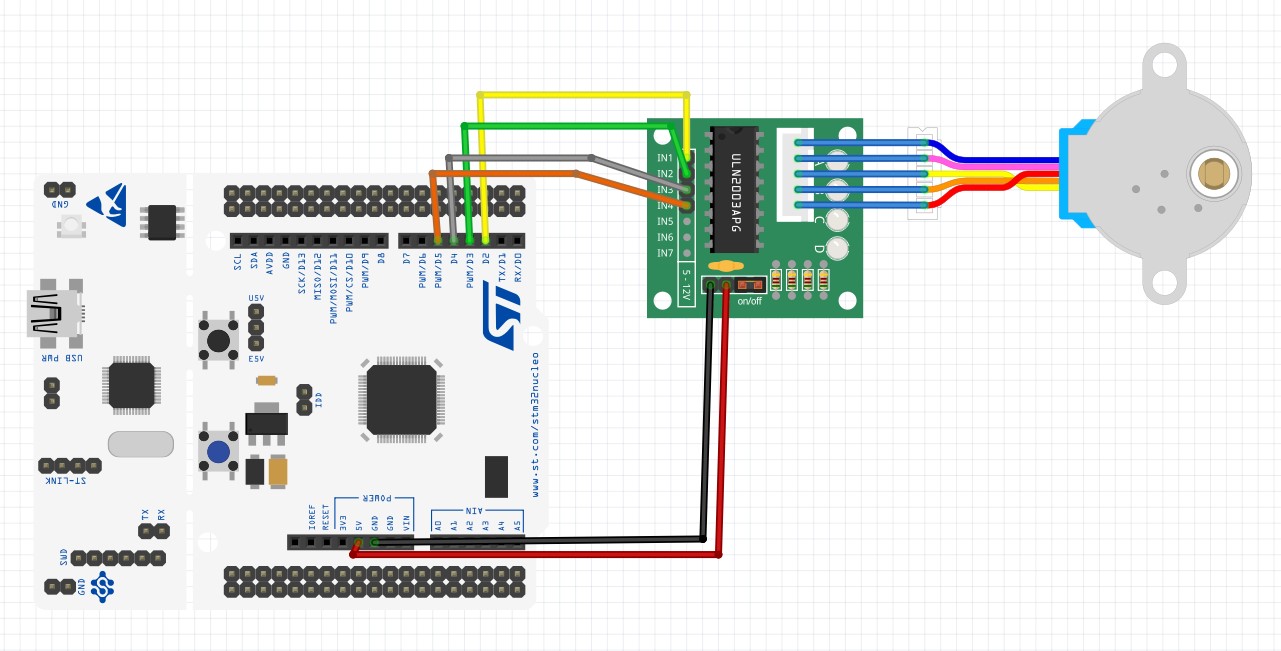 GND
SCL
SDA
AVDD
GND
SCK/D13
MISO/D12
PWM/MOSI/D11
PWM/CS/D10
PWM/D9
D8
D7
PWM/D6
PWM/D5
D4
PWM/D3
D2
TX/D1
RX/D0
IN1
IN2
IN3
IN4
IN5
IN6
IN7
ULN2003APG
A
C
D
5 - 12V
on/off
U5V
E5V
USB PWR
IDD
www.st.com/stm32nucleo
ST-LINK
POWER
AIN
IOREF
RESET
3V3
5V
GND
GND
VIN
A0
A1
A2
A3
A4
A5
TX
RX
SWD
GND